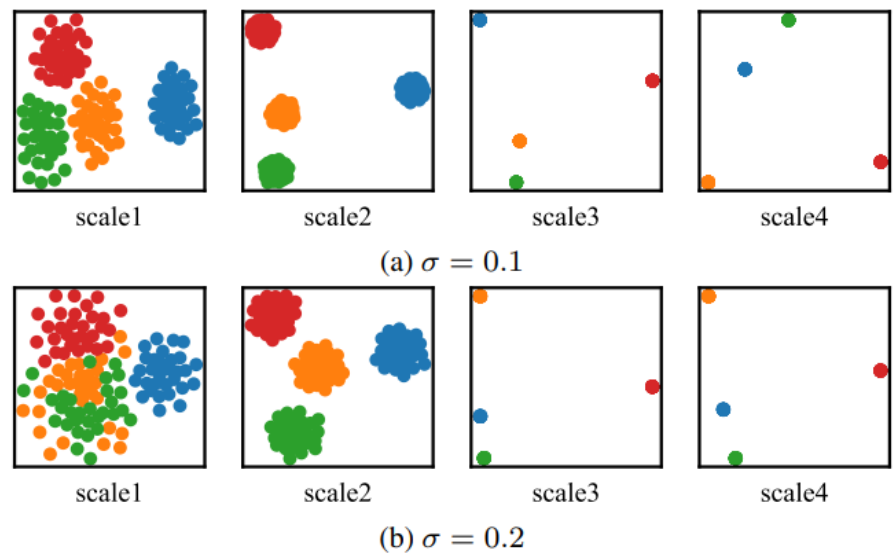 scale1 scale2 scale3 scale4
(a) σ = 0.1
scale1 scale2 scale3 scale4
(b) σ = 0.2